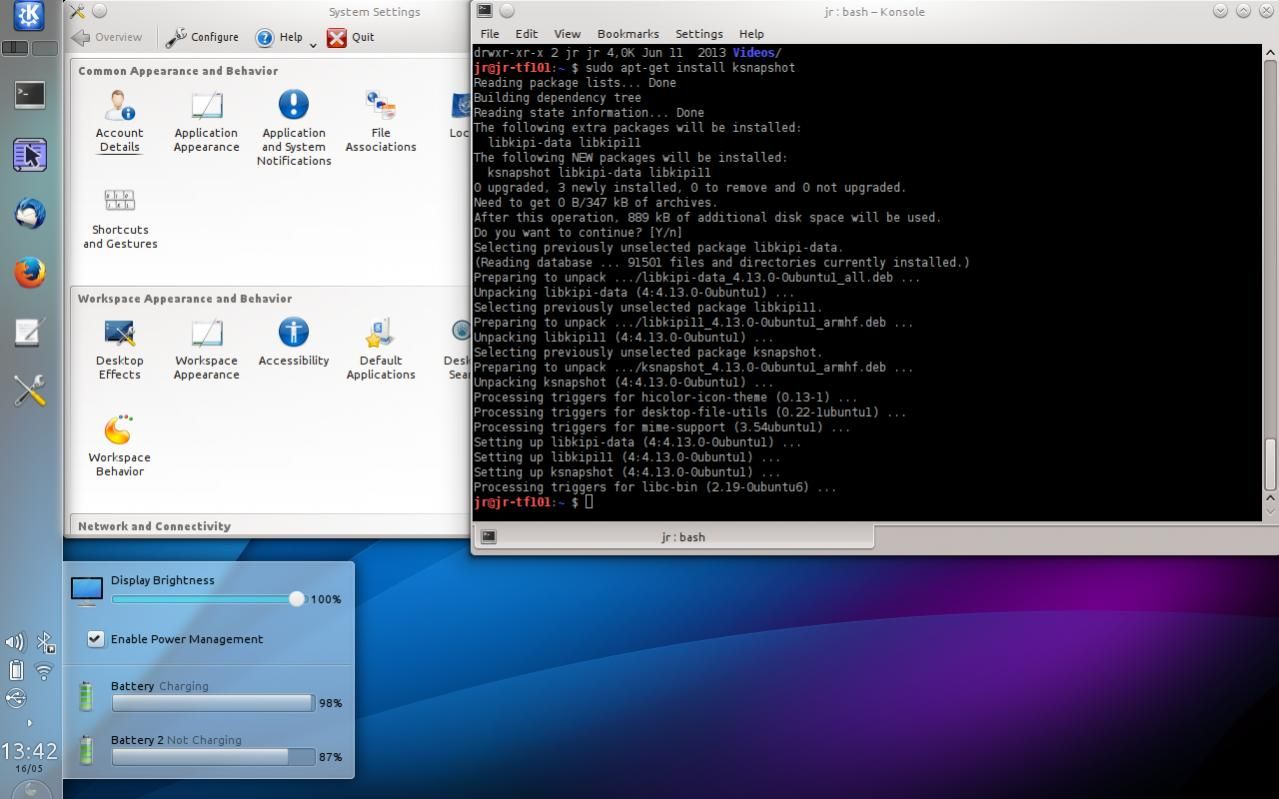 System Settings
Overview Configure Help Quit
Common Appearance and Behavior
Account Details
Application Appearance
Application and System Notifications
File Associations
Loc
Shortcuts and Gestures
Workspace Appearance and Behavior
Desktop Effects
Workspace Appearance
Accessibility
Default Applications
Desk
Sear
Workspace Behavior
Network and Connectivity
jr : bash – Konsole
File Edit View Bookmarks Settings Help
drwxr-xr-x 2 jr jr 4,0K Jun 11  2013 Videos/
jr@jr-tf101:~ $ sudo apt-get install ksnapshot
Reading package lists... Done
Building dependency tree
Reading state information... Done
The following extra packages will be installed:
  libkipi-data libkipi11
The following NEW packages will be installed:
  ksnapshot libkipi-data libkipi11
0 upgraded, 3 newly installed, 0 to remove and 0 not upgraded.
Need to get 0 B/347 kB of archives.
After this operation, 889 kB of additional disk space will be used.
Do you want to continue? [Y/n]
Selecting previously unselected package libkipi-data.
(Reading database ... 91501 files and directories currently installed.)
Preparing to unpack .../libkipi-data_4.13.0-0ubuntu1_all.deb ...
Unpacking libkipi-data (4:4.13.0-0ubuntu1) ...
Selecting previously unselected package libkipi11.
Preparing to unpack .../libkipi11_4.13.0-0ubuntu1_armhf.deb ...
Unpacking libkipi11 (4:4.13.0-0ubuntu1) ...
Selecting previously unselected package ksnapshot.
Preparing to unpack .../ksnapshot_4.13.0-0ubuntu1_armhf.deb ...
Unpacking ksnapshot (4:4.13.0-0ubuntu1) ...
Processing triggers for hicolor-icon-theme (0.13-1) ...
Processing triggers for desktop-file-utils (0.22-1ubuntu1) ...
Processing triggers for mime-support (3.54ubuntu1) ...
Setting up libkipi-data (4:4.13.0-0ubuntu1) ...
Setting up libkipi11 (4:4.13.0-0ubuntu1) ...
Setting up ksnapshot (4:4.13.0-0ubuntu1) ...
Processing triggers for libc-bin (2.19-0ubuntu6) ...
jr@jr-tf101:~ $
jr : bash
Display Brightness
100%
Enable Power Management
Battery Charging
98%
Battery 2 Not Charging
87%
13:42
16/05